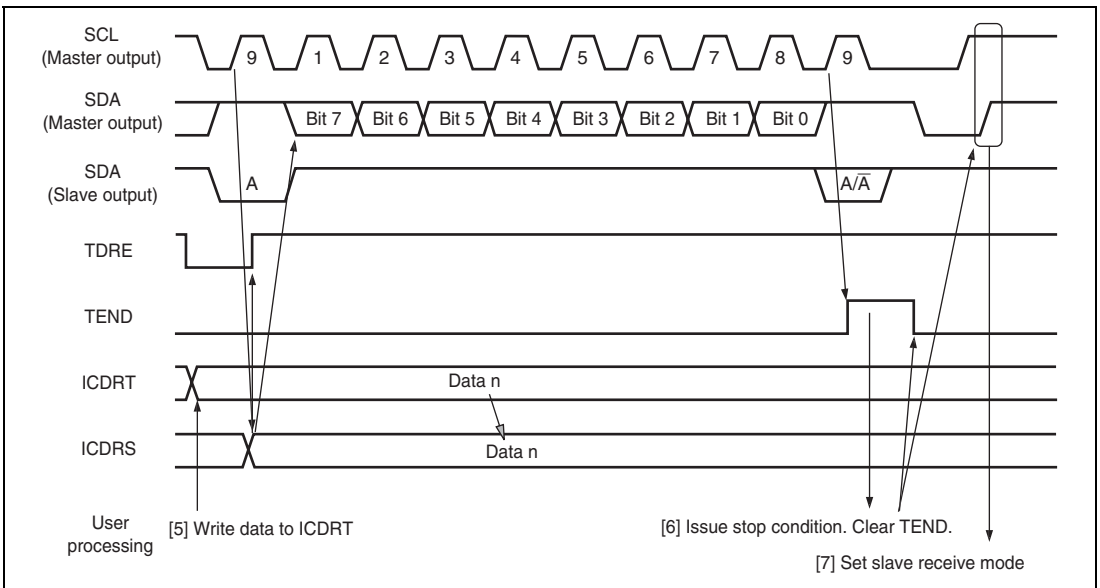 SCL
(Master output)
9 1 2 3 4 5 6 7 8 9
SDA
(Master output)
Bit 7 Bit 6 Bit 5 Bit 4 Bit 3 Bit 2 Bit 1 Bit 0
SDA
(Slave output)
A A/A̅
TDRE
TEND
ICDRT
Data n
ICDRS
Data n
User
processing
[5] Write data to ICDRT
[6] Issue stop condition. Clear TEND.
[7] Set slave receive mode